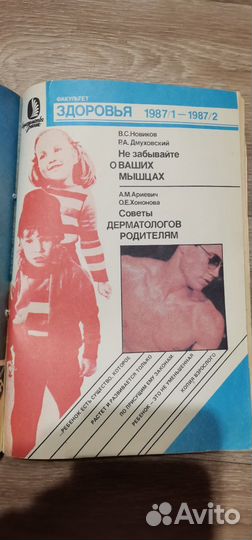 ФАКУЛЬТЕТ
ЗДОРОВЬЯ 1987/1—1987/2
В.С.Новиков
Р.А.Дмуховский
Не забывайте
О ВАШИХ
МЫШЦАХ
А.М.Ариевич
О.Е.Хононова
Советы
ДЕРМАТОЛОГОВ
РОДИТЕЛЯМ
...РЕБЕНОК ЕСТЬ СУЩЕСТВО, КОТОРОЕ
РАСТЕТ И РАЗВИВАЕТСЯ ТОЛЬКО
ПО ПРИСУЩИМ ЕМУ ЗАКОНАМ
РЕБЕНОК — ЭТО НЕ УМЕНЬШЕННАЯ
КОПИЯ ВЗРОСЛОГО
Avito